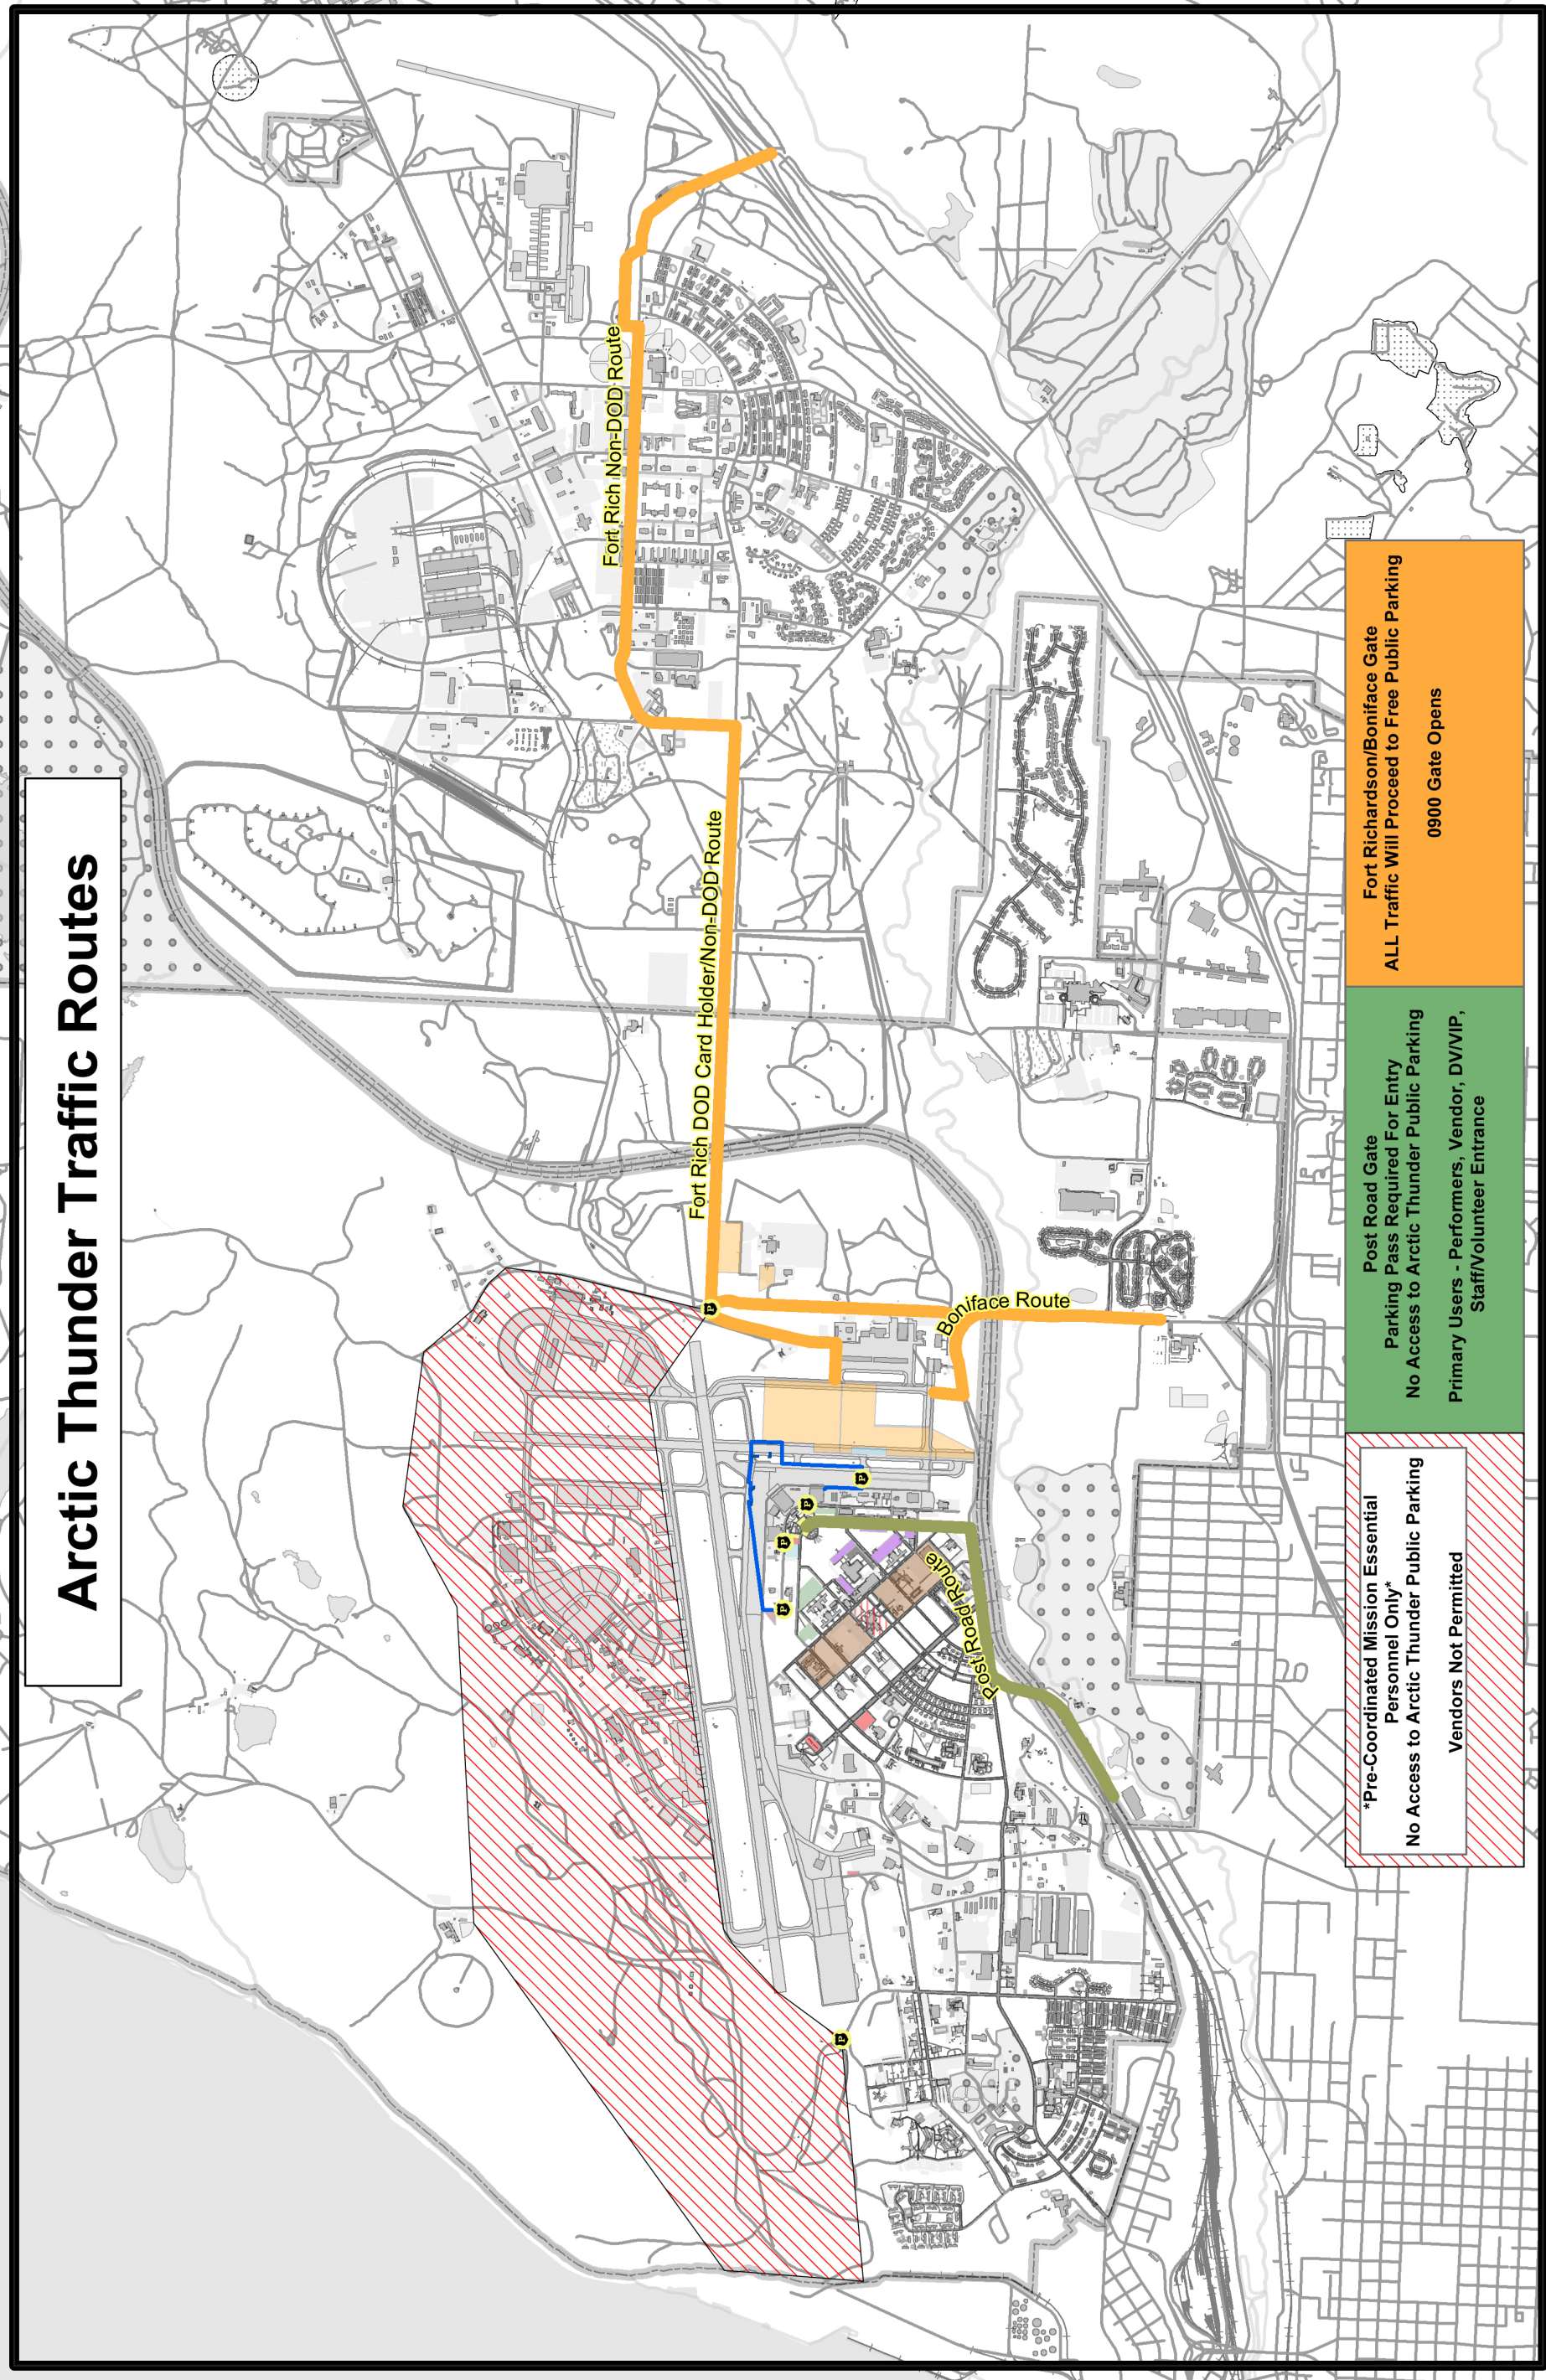 Arctic Thunder Traffic Routes
Fort Rich Non-DOD Route
Fort Rich DOD Card Holder/Non-DOD Route
Boniface Route
Post Road Route
P
P
P
P
P
P
*Pre-Coordinated Mission Essential
Personnel Only*
No Access to Arctic Thunder Public Parking
Vendors Not Permitted
Post Road Gate
Parking Pass Required For Entry
No Access to Arctic Thunder Public Parking
Primary Users - Performers, Vendor, DV/VIP,
Staff/Volunteer Entrance
Fort Richardson/Boniface Gate
ALL Traffic Will Proceed to Free Public Parking
0900 Gate Opens